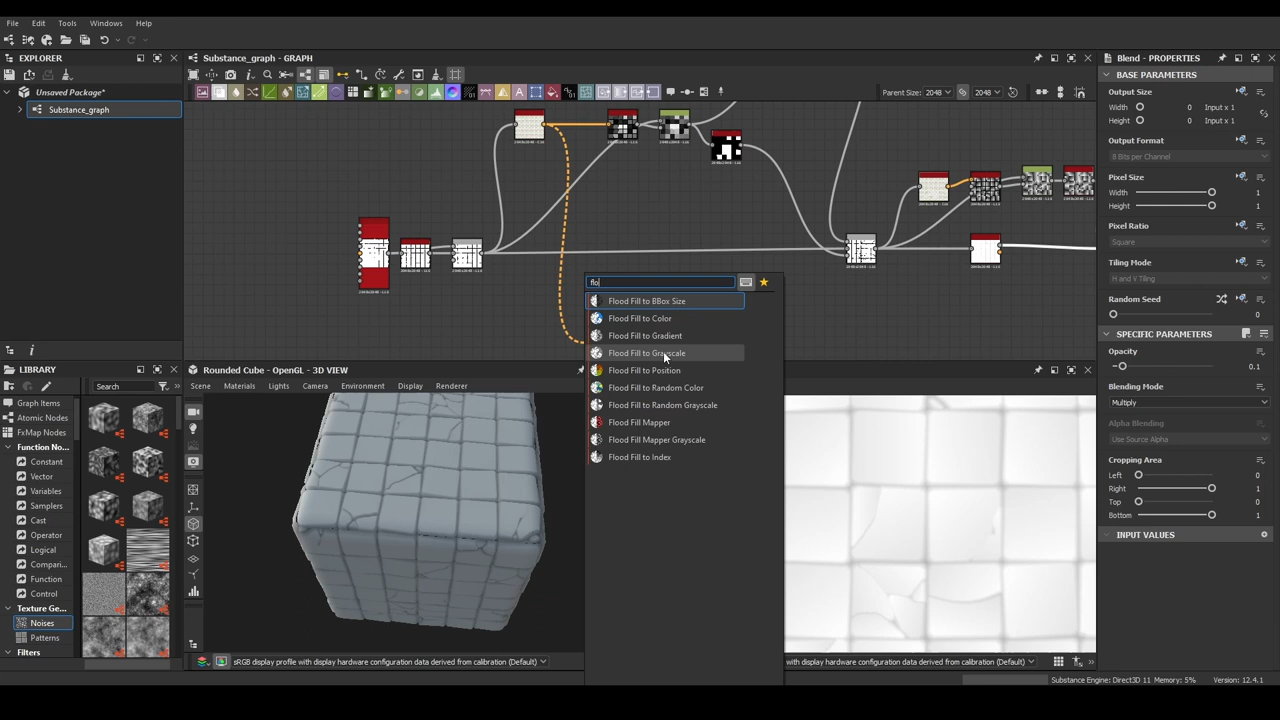 File Edit Tools Windows Help
EXPLORER
Unsaved Package*
Substance_graph
Substance_graph - GRAPH
Parent Size: 2048 2048
flo
Flood Fill to BBox Size
Flood Fill to Color
Flood Fill to Gradient
Flood Fill to Grayscale
Flood Fill to Position
Flood Fill to Random Color
Flood Fill to Random Grayscale
Flood Fill Mapper
Flood Fill Mapper Grayscale
Flood Fill to Index
LIBRARY
Search
Graph Items
Atomic Nodes
FxMap Nodes
Function No...
Constant
Vector
Variables
Samplers
Cast
Operator
Logical
Compari...
Function
Control
Texture Ge...
Noises
Patterns
Filters
Rounded Cube - OpenGL - 3D VIEW
Scene Materials Lights Camera Environment Display Renderer
sRGB display profile with display hardware configuration data derived from calibration (Default)
with display hardware configuration data derived from calibration (Default)
Blend - PROPERTIES
BASE PARAMETERS
Output Size
Width 0 Input x 1
Height 0 Input x 1
Output Format
8 Bits per Channel
Pixel Size
Width 1
Height 1
Pixel Ratio
Square
Tiling Mode
H and V Tiling
Random Seed
0
SPECIFIC PARAMETERS
Opacity
0.1
Blending Mode
Multiply
Alpha Blending
Use Source Alpha
Cropping Area
Left 0
Right 1
Top 0
Bottom 1
INPUT VALUES
Substance Engine: Direct3D 11 Memory: 5% Version: 12.4.1